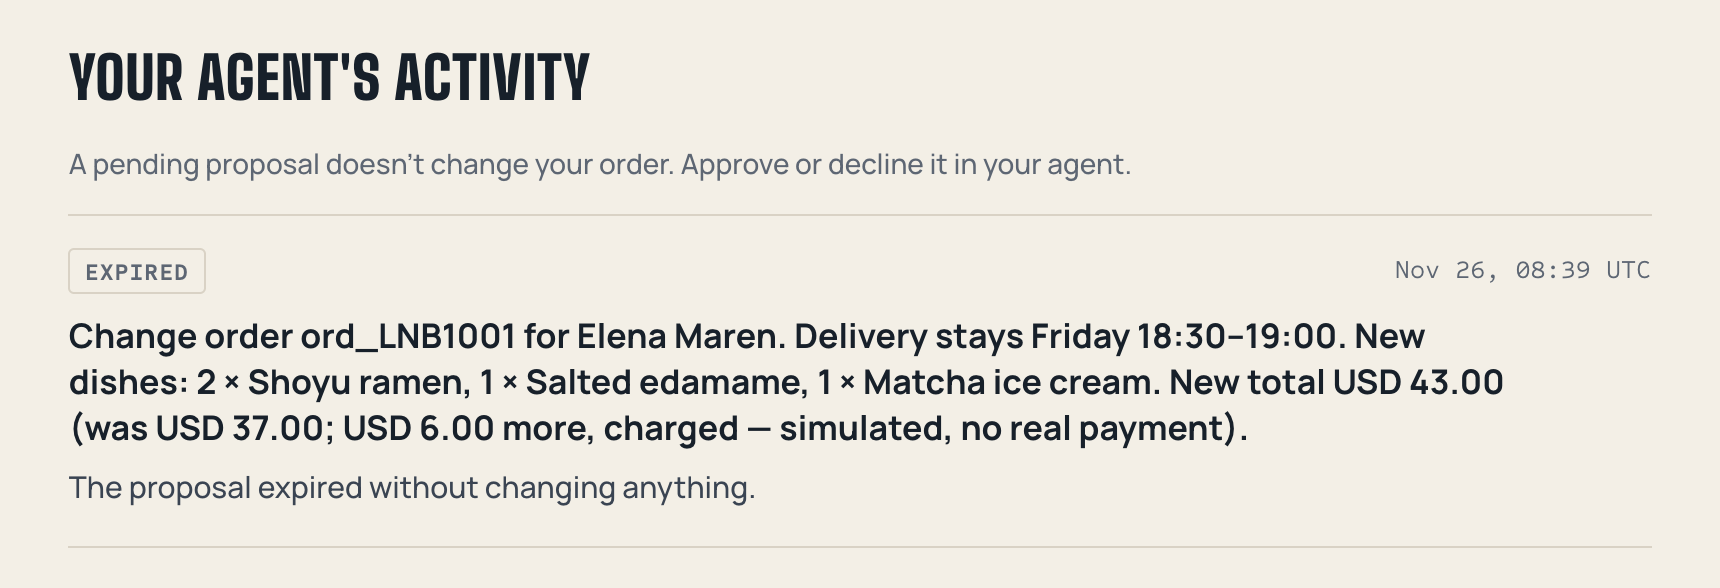 YOUR AGENT'S ACTIVITY
A pending proposal doesn’t change your order. Approve or decline it in your agent.
EXPIRED
Nov 26, 08:39 UTC
Change order ord_LNB1001 for Elena Maren. Delivery stays Friday 18:30–19:00. New
dishes: 2 × Shoyu ramen, 1 × Salted edamame, 1 × Matcha ice cream. New total USD 43.00
(was USD 37.00; USD 6.00 more, charged — simulated, no real payment).
The proposal expired without changing anything.